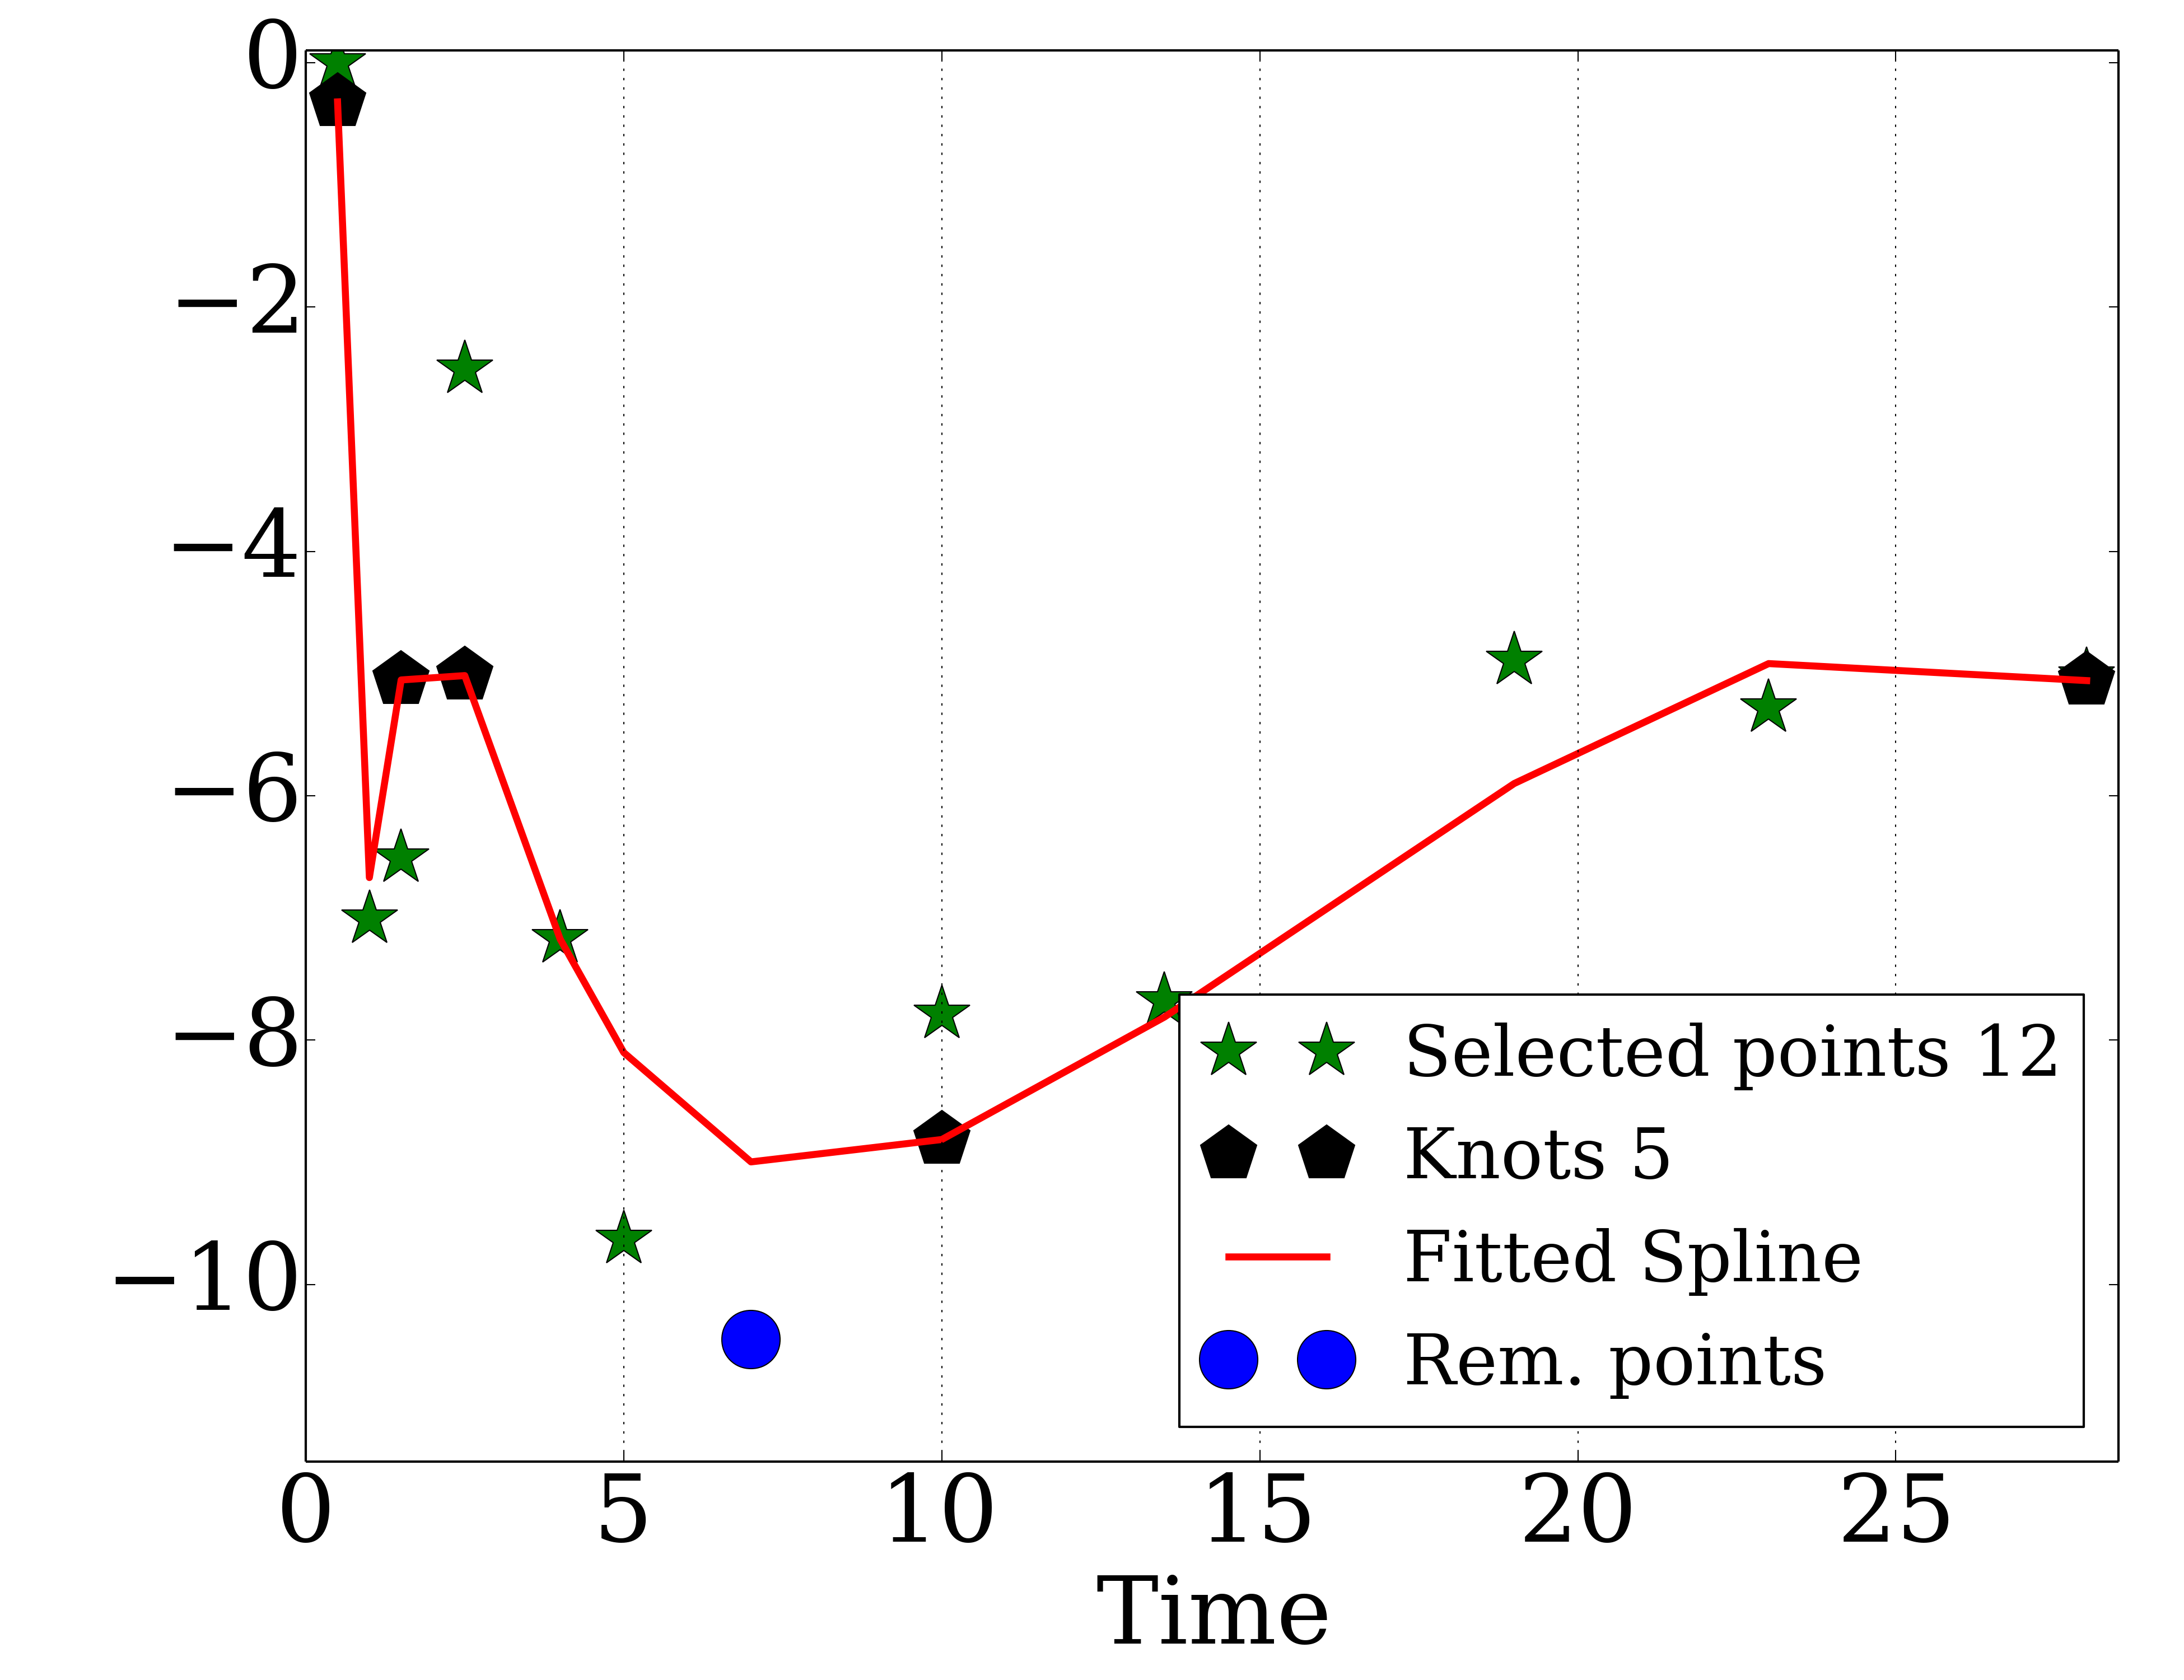 0
−2
−4
−6
−8
−10
Selected points 12
Knots 5
Fitted Spline
Rem. points
0 5 10 15 20 25
Time